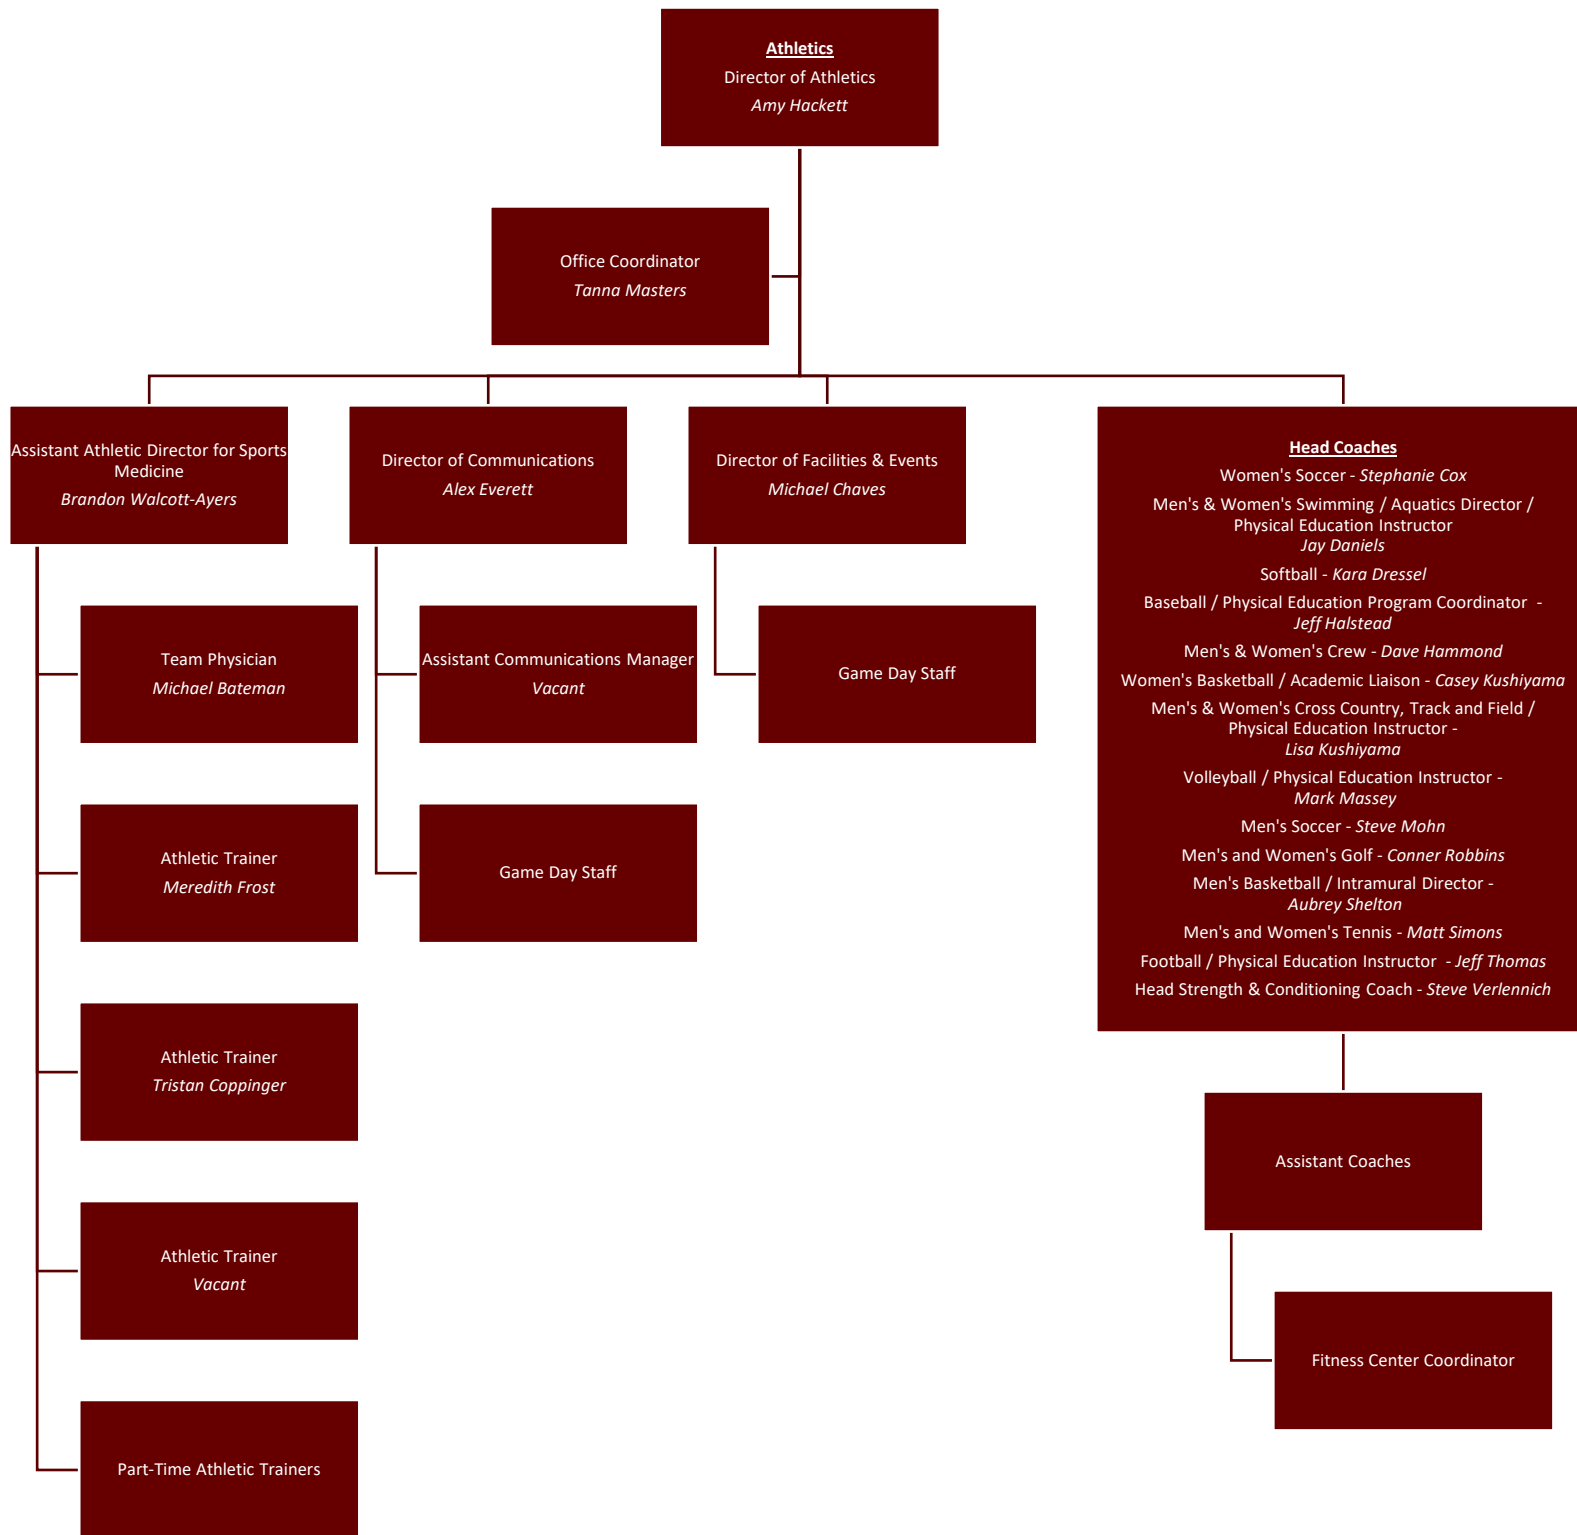 Athletics
Director of Athletics
Amy Hackett
Office Coordinator
Tanna Masters
Assistant Athletic Director for Sports
Medicine
Brandon Walcott-Ayers
Director of Communications
Alex Everett
Director of Facilities & Events
Michael Chaves
Head Coaches
Women's Soccer - Stephanie Cox
Men's & Women's Swimming / Aquatics Director /
Physical Education Instructor
Jay Daniels
Softball - Kara Dressel
Baseball / Physical Education Program Coordinator -
Jeff Halstead
Men's & Women's Crew - Dave Hammond
Women's Basketball / Academic Liaison - Casey Kushiyama
Men's & Women's Cross Country, Track and Field /
Physical Education Instructor -
Lisa Kushiyama
Volleyball / Physical Education Instructor -
Mark Massey
Men's Soccer - Steve Mohn
Men's and Women's Golf - Conner Robbins
Men's Basketball / Intramural Director -
Aubrey Shelton
Men's and Women's Tennis - Matt Simons
Football / Physical Education Instructor - Jeff Thomas
Head Strength & Conditioning Coach - Steve Verlennich
Team Physician
Michael Bateman
Assistant Communications Manager
Vacant
Game Day Staff
Athletic Trainer
Meredith Frost
Game Day Staff
Athletic Trainer
Tristan Coppinger
Assistant Coaches
Athletic Trainer
Vacant
Fitness Center Coordinator
Part-Time Athletic Trainers